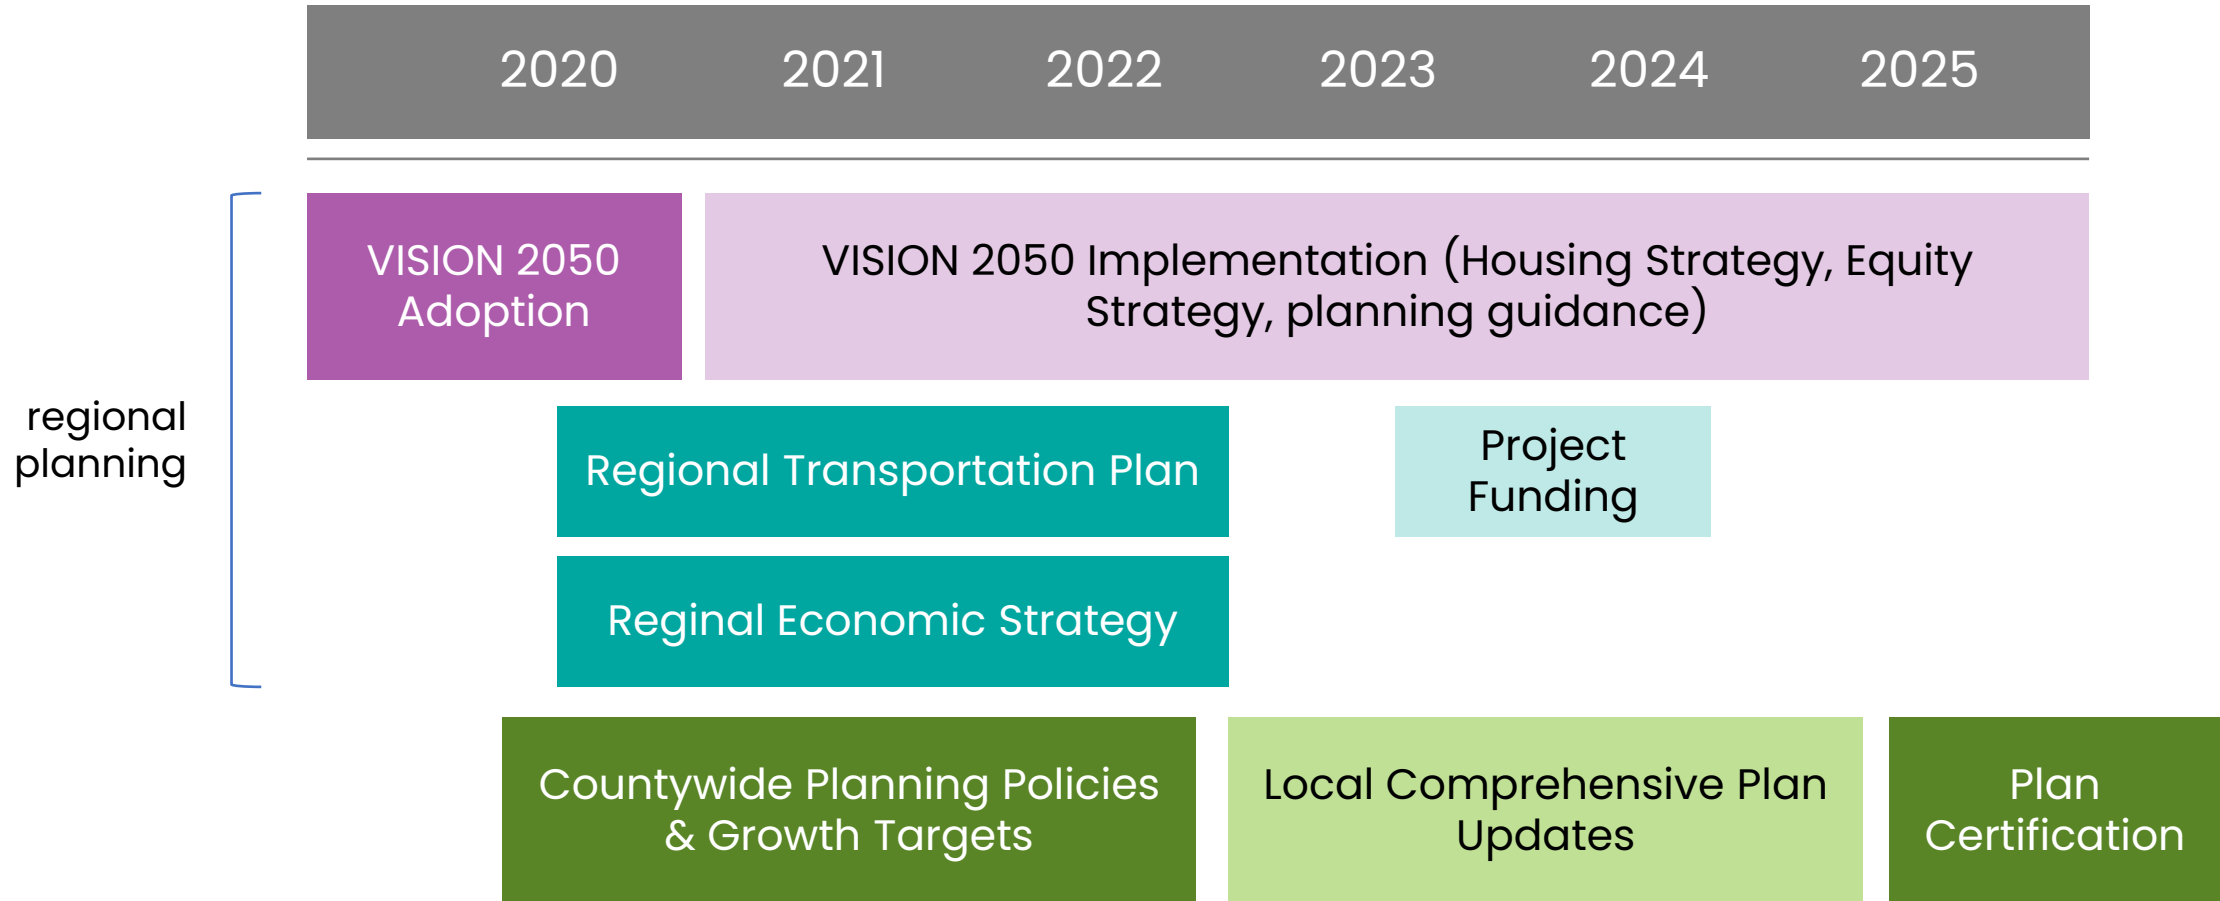 2020 2021 2022 2023 2024 2025
VISION 2050
Adoption
VISION 2050 Implementation (Housing Strategy, Equity
Strategy, planning guidance)
regional
planning
Regional Transportation Plan
Project
Funding
Reginal Economic Strategy
Countywide Planning Policies
& Growth Targets
Local Comprehensive Plan
Updates
Plan
Certification